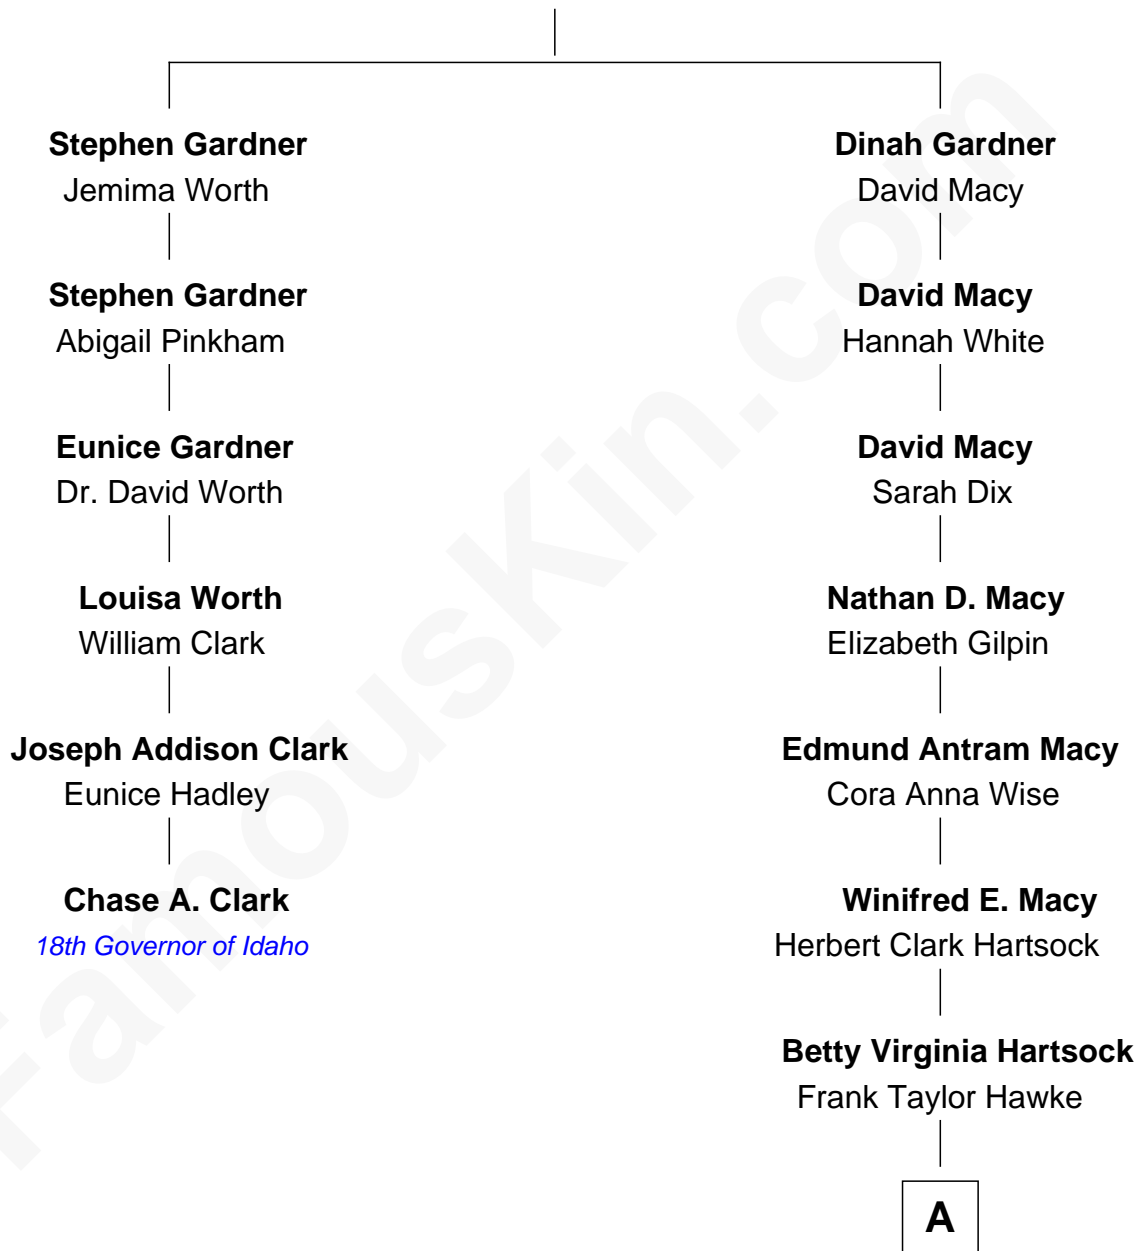 Stephen Gardner
Jemima Worth
Dinah Gardner
David Macy
Stephen Gardner
Abigail Pinkham
David Macy
Hannah White
Eunice Gardner
Dr. David Worth
David Macy
Sarah Dix
Louisa Worth
William Clark
Nathan D. Macy
Elizabeth Gilpin
Joseph Addison Clark
Eunice Hadley
Edmund Antram Macy
Cora Anna Wise
Chase A. Clark
18th Governor of Idaho
Winifred E. Macy
Herbert Clark Hartsock
Betty Virginia Hartsock
Frank Taylor Hawke
A
FamousKin.com